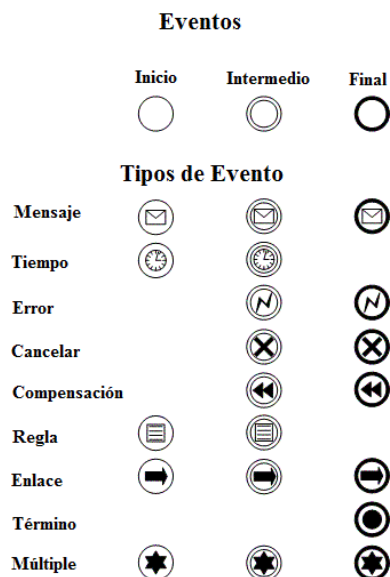 Eventos
Inicio Intermedio Final
Tipos de Evento
Mensaje
Tiempo
Error
Cancelar
Compensación
Regla
Enlace
Término
Múltiple